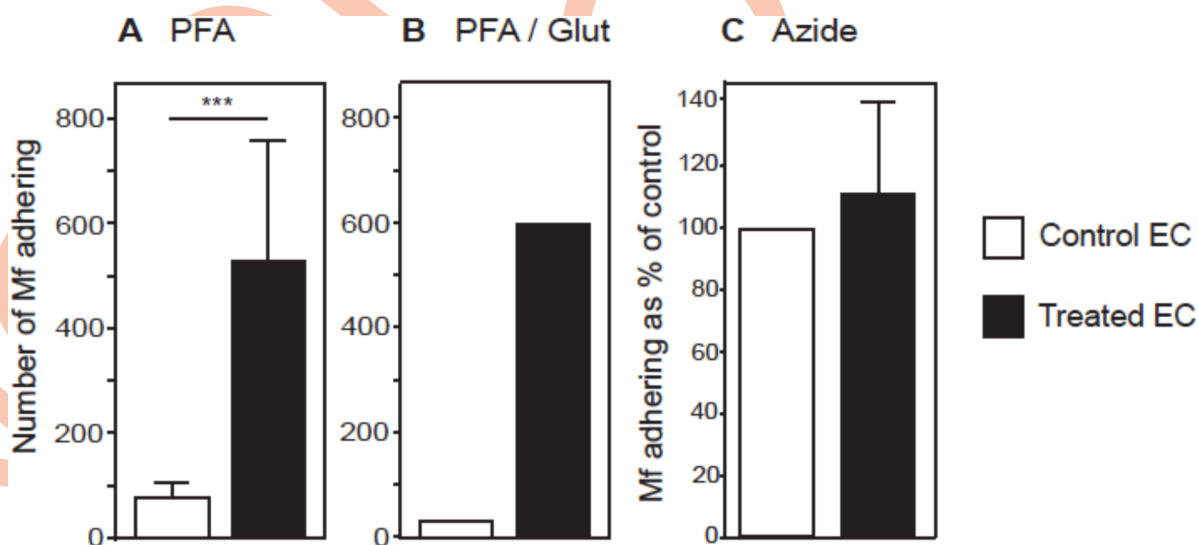 A PFA
Number of Mf adhering
800
600
400
200
0
***
B PFA / Glut
800
600
400
200
0
C Azide
Mf adhering as % of control
140
120
100
80
60
40
20
0
Control EC
Treated EC